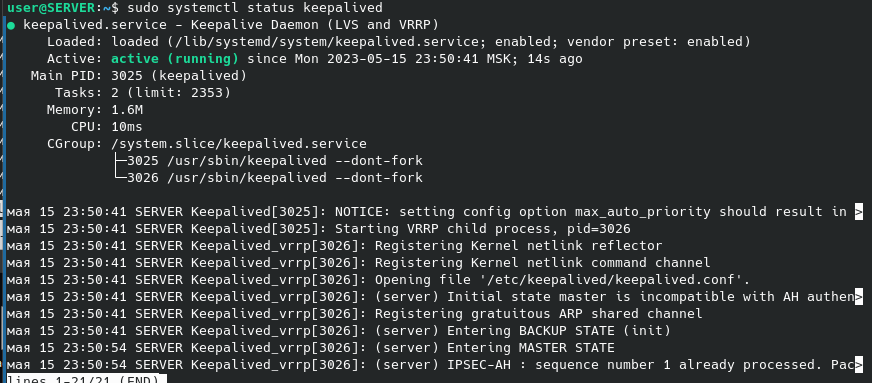 user@SERVER:~$ sudo systemctl status keepalived
● keepalived.service - Keepalive Daemon (LVS and VRRP)
Loaded: loaded (/lib/systemd/system/keepalived.service; enabled; vendor preset: enabled)
Active: active (running) since Mon 2023-05-15 23:50:41 MSK; 14s ago
Main PID: 3025 (keepalived)
Tasks: 2 (limit: 2353)
Memory: 1.6M
CPU: 10ms
CGroup: /system.slice/keepalived.service
├─3025 /usr/sbin/keepalived --dont-fork
└─3026 /usr/sbin/keepalived --dont-fork
мая 15 23:50:41 SERVER Keepalived[3025]: NOTICE: setting config option max_auto_priority should result in >
мая 15 23:50:41 SERVER Keepalived[3025]: Starting VRRP child process, pid=3026
мая 15 23:50:41 SERVER Keepalived_vrrp[3026]: Registering Kernel netlink reflector
мая 15 23:50:41 SERVER Keepalived_vrrp[3026]: Registering Kernel netlink command channel
мая 15 23:50:41 SERVER Keepalived_vrrp[3026]: Opening file '/etc/keepalived/keepalived.conf'.
мая 15 23:50:41 SERVER Keepalived_vrrp[3026]: (server) Initial state master is incompatible with AH authen>
мая 15 23:50:41 SERVER Keepalived_vrrp[3026]: Registering gratuitous ARP shared channel
мая 15 23:50:41 SERVER Keepalived_vrrp[3026]: (server) Entering BACKUP STATE (init)
мая 15 23:50:54 SERVER Keepalived_vrrp[3026]: (server) Entering MASTER STATE
мая 15 23:50:54 SERVER Keepalived_vrrp[3026]: (server) IPSEC-AH : sequence number 1 already processed. Pac>
lines 1-21/21 (END)